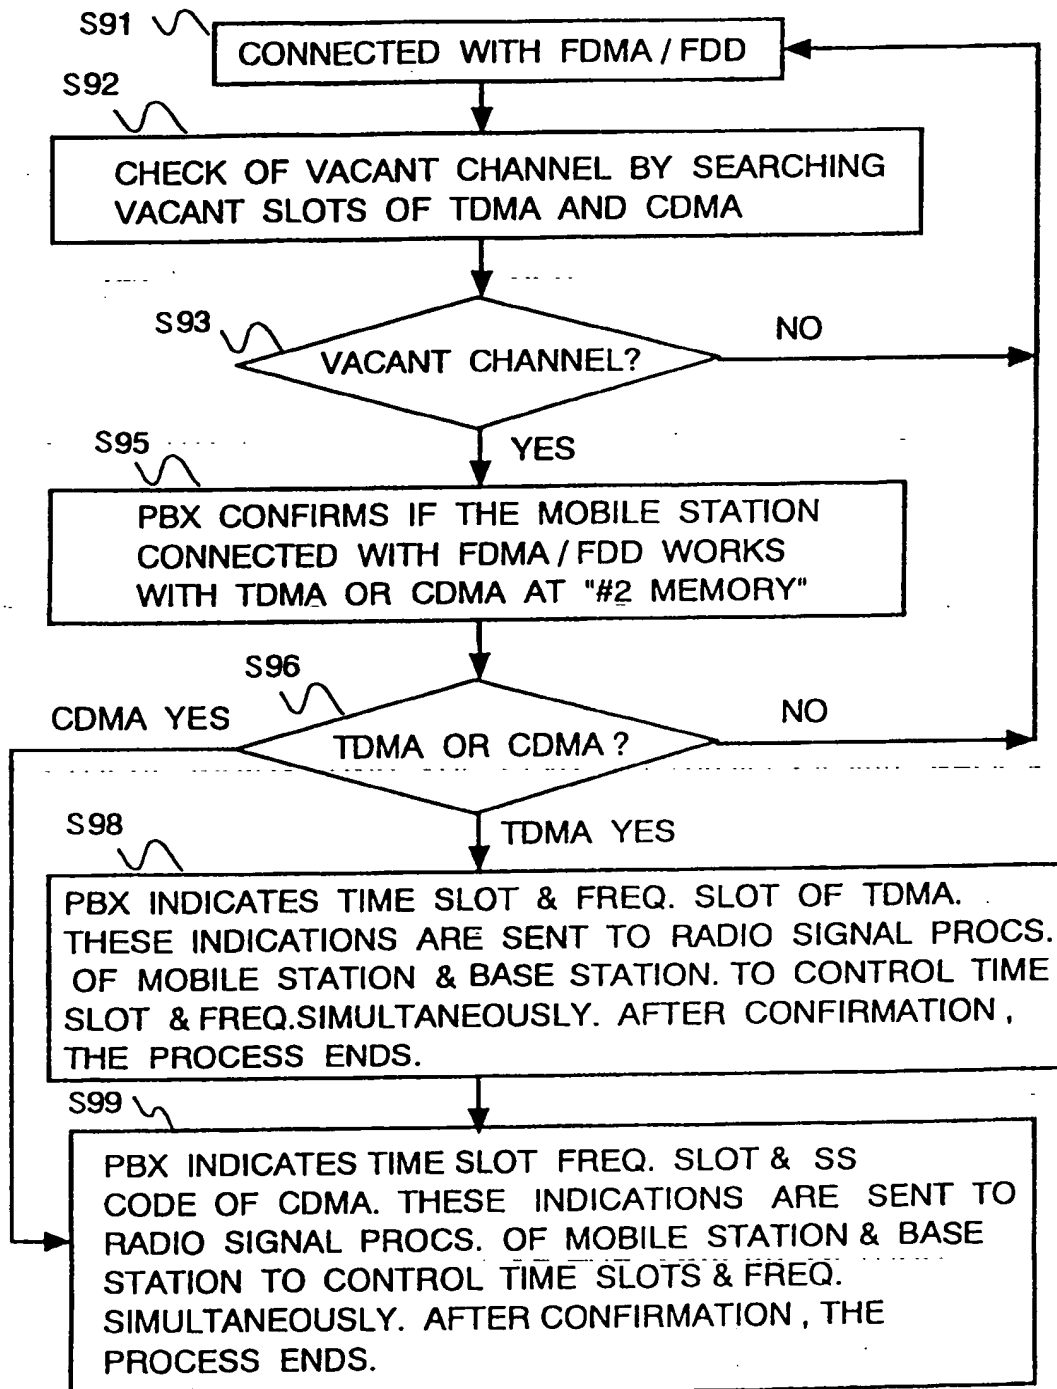 S91
CONNECTED WITH FDMA / FDD
S92
CHECK OF VACANT CHANNEL BY SEARCHING
VACANT SLOTS OF TDMA AND CDMA
S93
VACANT CHANNEL?
NO
YES
S95
PBX CONFIRMS IF THE MOBILE STATION
CONNECTED WITH FDMA / FDD WORKS
WITH TDMA OR CDMA AT "#2 MEMORY"
S96
CDMA YES
TDMA OR CDMA ?
NO
TDMA YES
S98
PBX INDICATES TIME SLOT & FREQ. SLOT OF TDMA.
THESE INDICATIONS ARE SENT TO RADIO SIGNAL PROCS.
OF MOBILE STATION & BASE STATION. TO CONTROL TIME
SLOT & FREQ.SIMULTANEOUSLY. AFTER CONFIRMATION ,
THE PROCESS ENDS.
S99
PBX INDICATES TIME SLOT FREQ. SLOT & SS
CODE OF CDMA. THESE INDICATIONS ARE SENT TO
RADIO SIGNAL PROCS. OF MOBILE STATION & BASE
STATION TO CONTROL TIME SLOTS & FREQ.
SIMULTANEOUSLY. AFTER CONFIRMATION , THE
PROCESS ENDS.